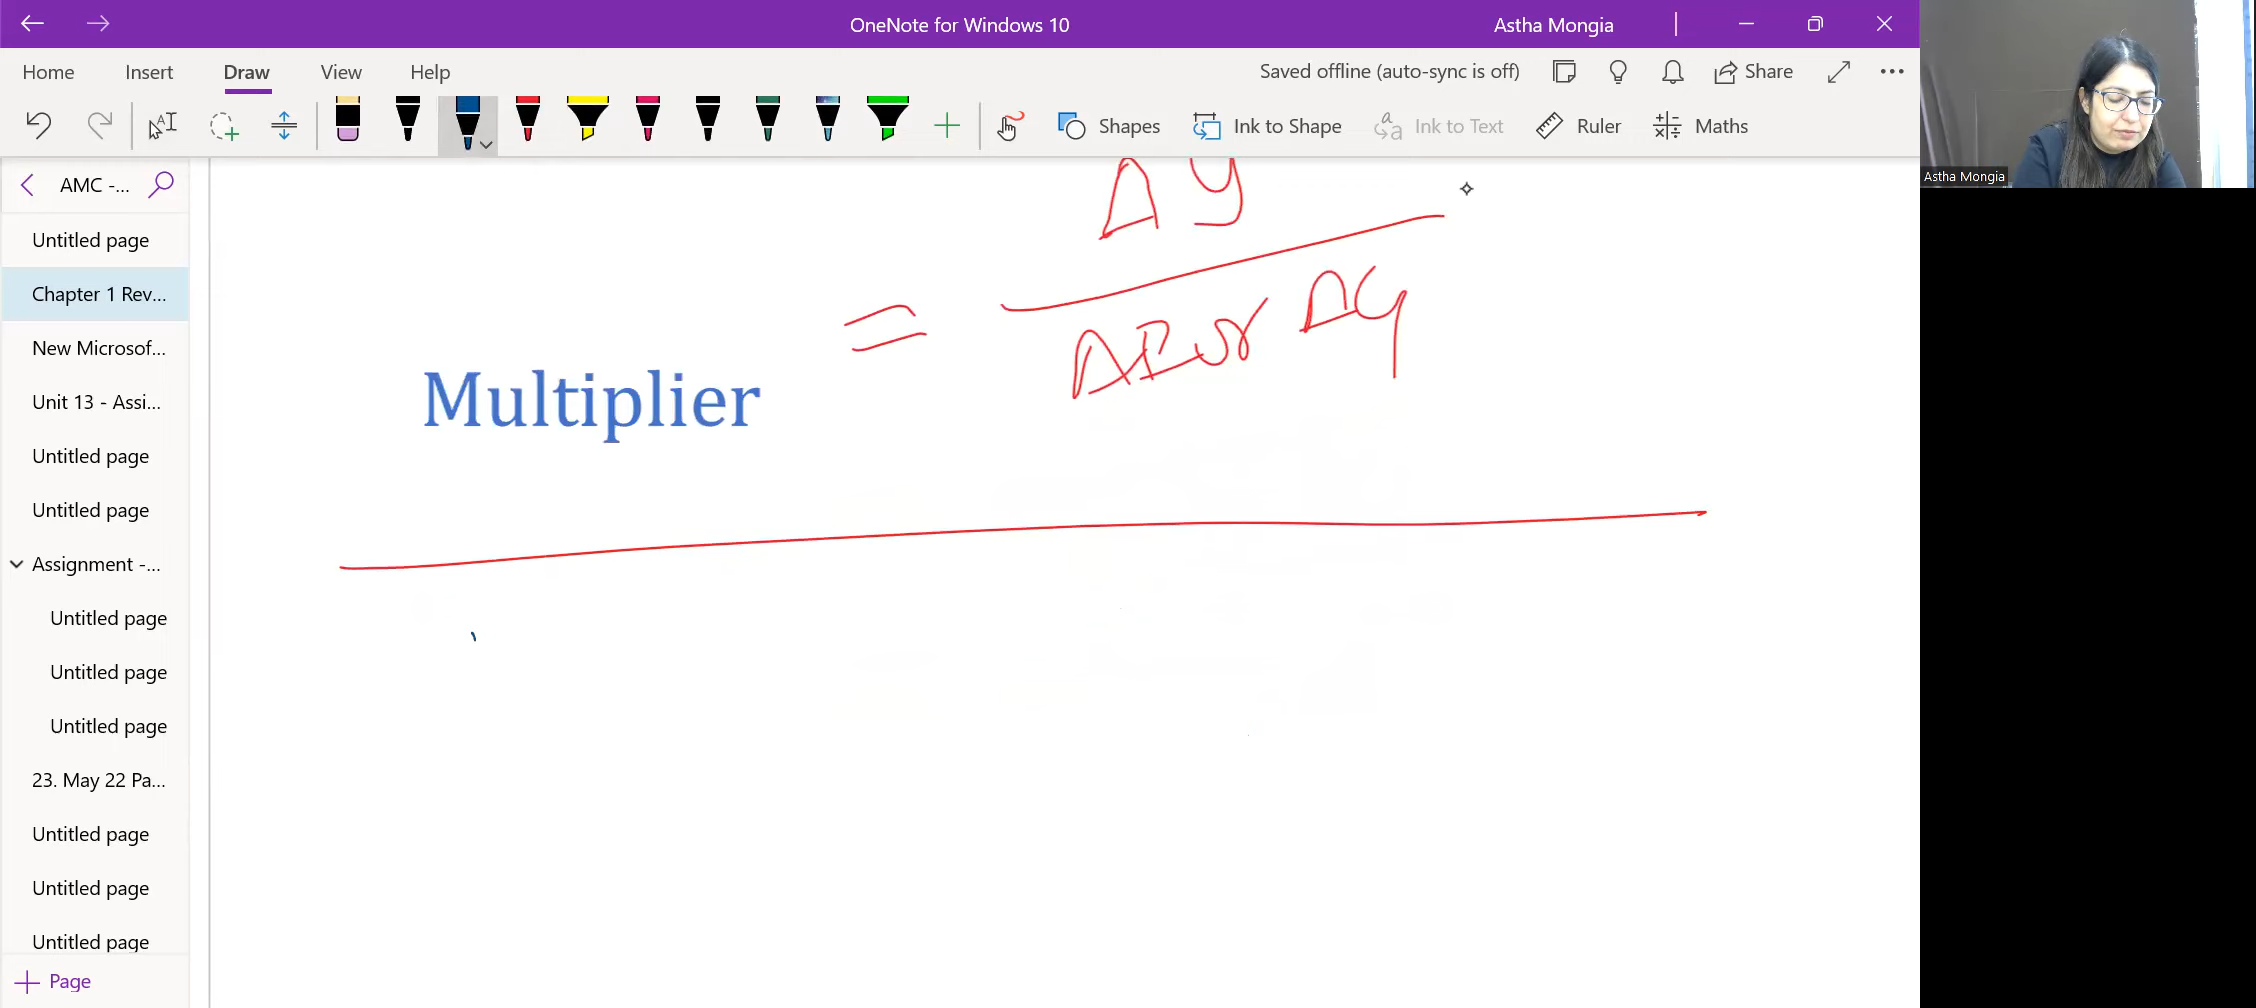 OneNote for Windows 10
Astha Mongia
Home Insert Draw View Help
Saved offline (auto-sync is off) Share
Shapes Ink to Shape Ink to Text Ruler Maths
Astha Mongia
AMC -...
Untitled page
Chapter 1 Rev...
New Microsof...
Unit 13 - Assi...
Untitled page
Untitled page
Assignment -...
Untitled page
Untitled page
Untitled page
23. May 22 Pa...
Untitled page
Untitled page
Untitled page
Page
Δ y
Multiplier =
or